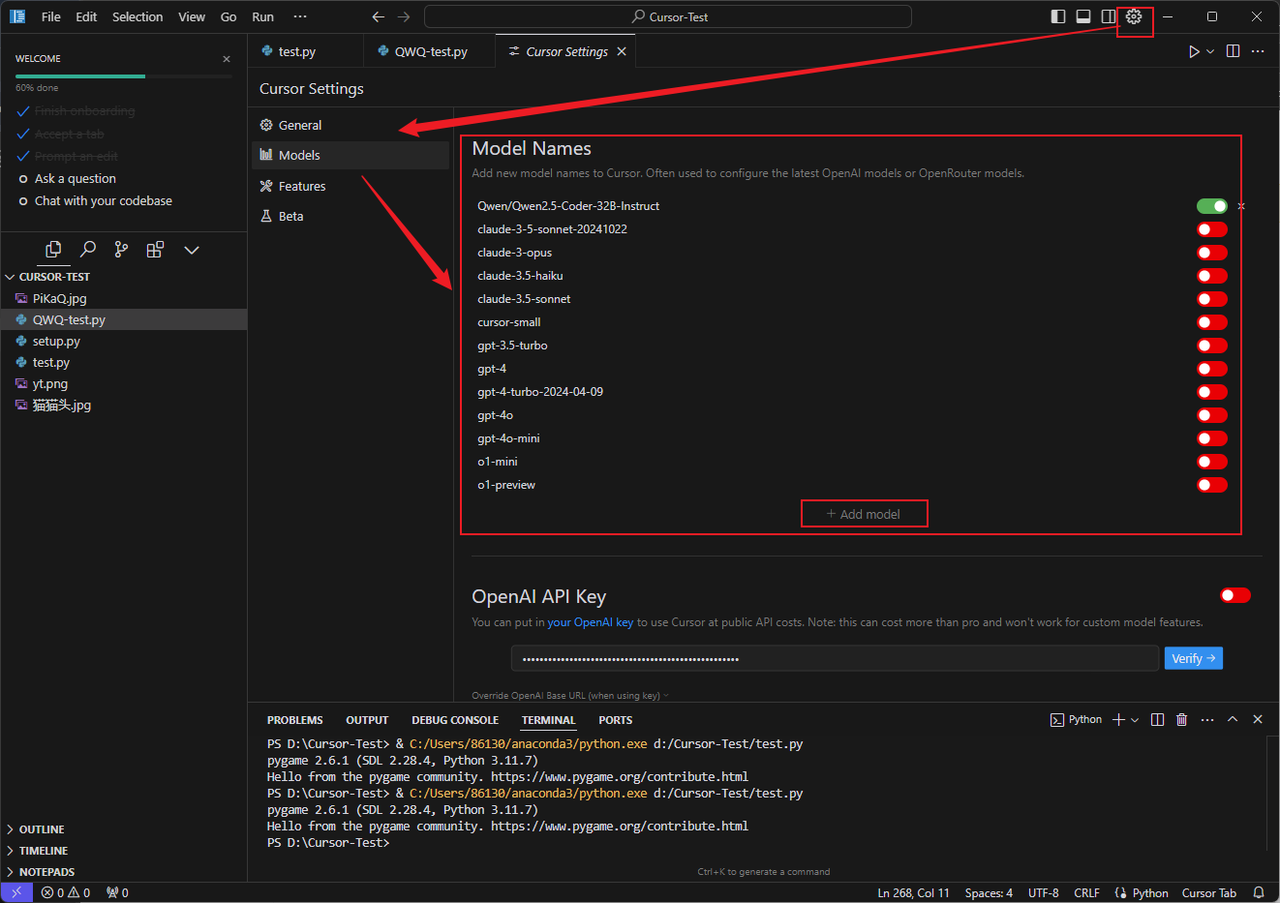 File Edit Selection View Go Run ··· Cursor-Test
WELCOME
60% done
Finish onboarding
Accept a tab
Prompt an edit
Ask a question
Chat with your codebase
CURSOR-TEST
PiKaQ.jpg
QWQ-test.py
setup.py
test.py
yt.png
猫猫头.jpg
OUTLINE
TIMELINE
NOTEPADS
test.py QWQ-test.py Cursor Settings
Cursor Settings
General
Models
Features
Beta
Model Names
Add new model names to Cursor. Often used to configure the latest OpenAI models or OpenRouter models.
Qwen/Qwen2.5-Coder-32B-Instruct
claude-3-5-sonnet-20241022
claude-3-opus
claude-3.5-haiku
claude-3.5-sonnet
cursor-small
gpt-3.5-turbo
gpt-4
gpt-4-turbo-2024-04-09
gpt-4o
gpt-4o-mini
o1-mini
o1-preview
+ Add model
OpenAI API Key
You can put in your OpenAI key to use Cursor at public API costs. Note: this can cost more than pro and won't work for custom model features.
Verify →
Override OpenAI Base URL (when using key)
PROBLEMS OUTPUT DEBUG CONSOLE TERMINAL PORTS Python
PS D:\Cursor-Test> & C:/Users/86130/anaconda3/python.exe d:/Cursor-Test/test.py
pygame 2.6.1 (SDL 2.28.4, Python 3.11.7)
Hello from the pygame community. https://www.pygame.org/contribute.html
PS D:\Cursor-Test> & C:/Users/86130/anaconda3/python.exe d:/Cursor-Test/test.py
pygame 2.6.1 (SDL 2.28.4, Python 3.11.7)
Hello from the pygame community. https://www.pygame.org/contribute.html
PS D:\Cursor-Test>
Ctrl+K to generate a command
0 0 0 Ln 268, Col 11 Spaces: 4 UTF-8 CRLF Python Cursor Tab